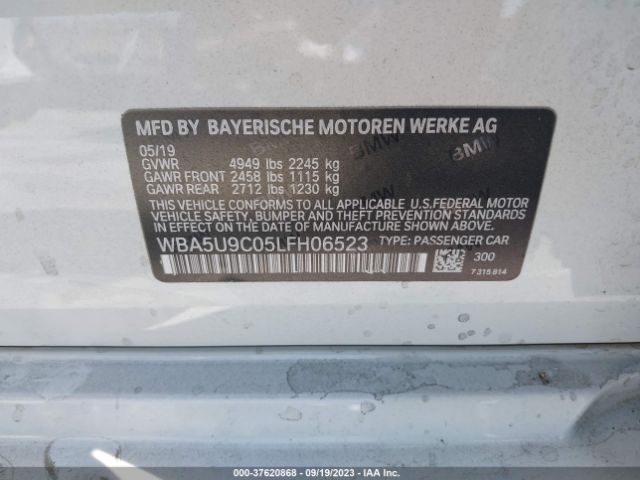 MFD BY BAYERISCHE MOTOREN WERKE AG
05/19
GVWR 4949 lbs 2245 kg
GAWR FRONT 2458 lbs 1115 kg
GAWR REAR 2712 lbs 1230 kg
THIS VEHICLE CONFORMS TO ALL APPLICABLE U.S.FEDERAL MOTOR
VEHICLE SAFETY, BUMPER, AND THEFT PREVENTION STANDARDS
IN EFFECT ON THE DATE OF MANUFACTURE SHOWN ABOVE.
WBA5U9C05LFH06523 TYPE: PASSENGER CAR
300
7315814
BMW
BMW
000-37620868 - 09/19/2023 - IAA Inc.